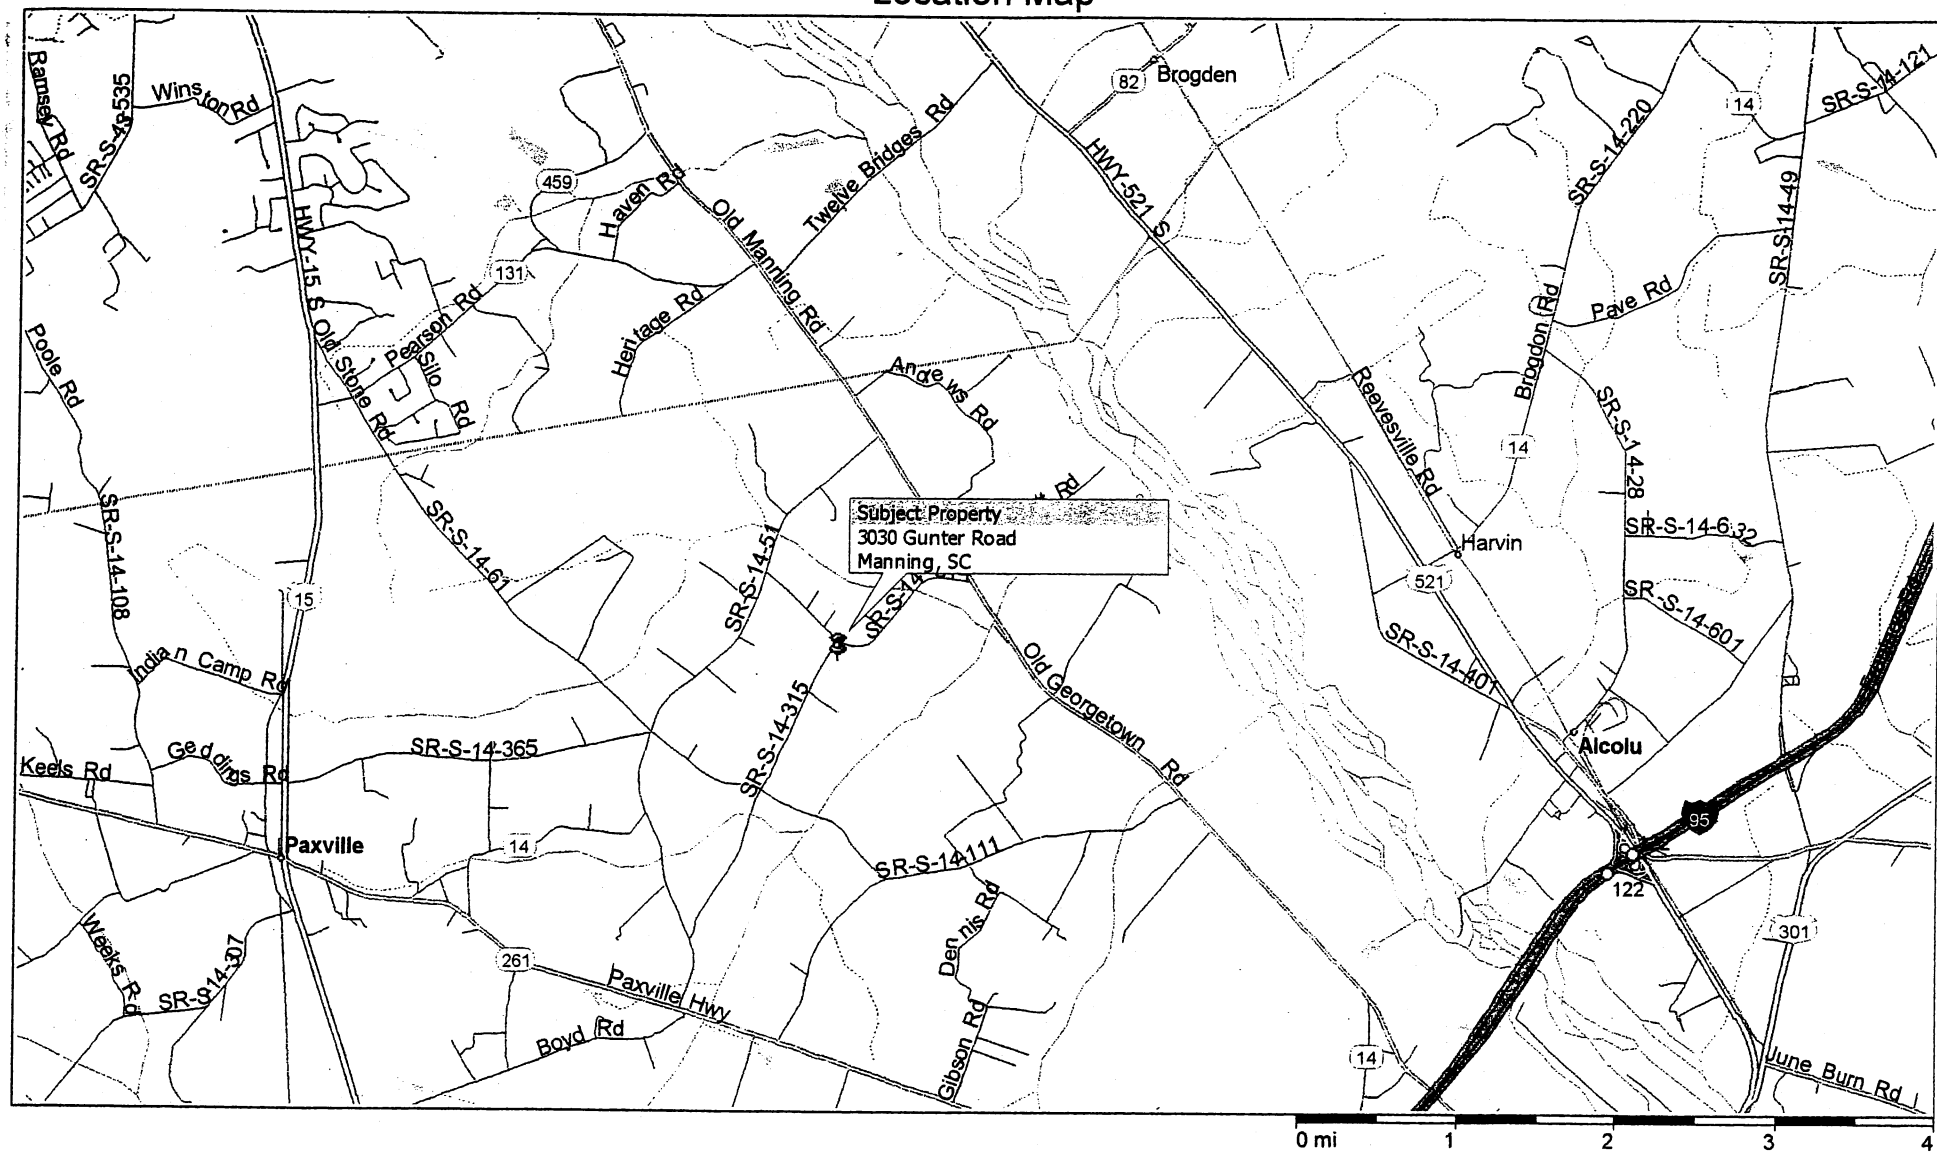 Location Map
Ramsey Rd
SR-S-43-535
Winston Rd
HWY-15 S
459
Haven Rd
Old Manning Rd
Twelve Bridges Rd
82
Brogden
HWY-521 S
SR-S-14-220
14
SR-S-14-121
SR-S-14-49
131
Pearson Rd
Heritage Rd
Old Stone Rd
Silo Rd
Poole Rd
Andrews Rd
Brogdon Rd
Pave Rd
Reevesville Rd
14
SR-S-14-28
SR-S-14-108
SR-S-14-61
SR-S-14-51
Rd
Subject Property
3030 Gunter Road
Manning, SC
SR-S-14
SR-S-14-632
Harvin
521
SR-S-14-601
15
Indian Camp Rd
SR-S-14-401
Old Georgetown Rd
SR-S-14-315
Geddings Rd
SR-S-14-365
Keels Rd
Alcolu
95
Paxville
14
SR-S-14-111
122
Weeks Rd
SR-S-14-307
261
Paxville Hwy
Dennis Rd
301
Boyd Rd
Gibson Rd
14
June Burn Rd
0 mi 1 2 3 4